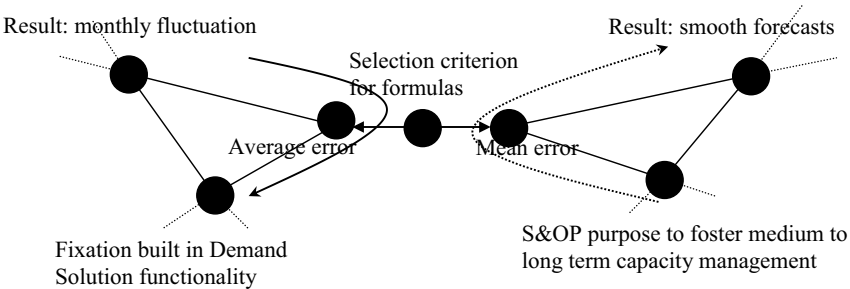 Result: monthly fluctuation
Result: smooth forecasts
Selection criterion
for formulas
Average error
Mean error
Fixation built in Demand
Solution functionality
S&OP purpose to foster medium to
long term capacity management